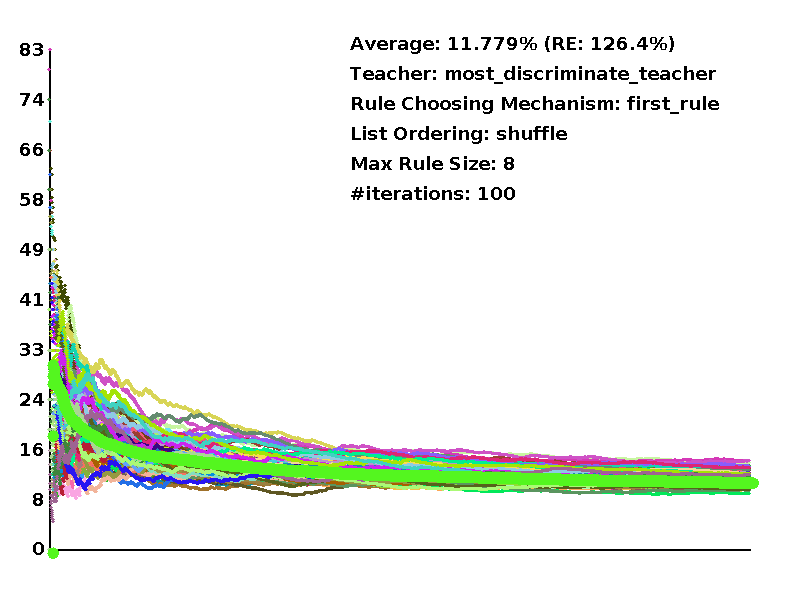 Average: 11.779% (RE: 126.4%)
Teacher: most_discriminate_teacher
Rule Choosing Mechanism: first_rule
List Ordering: shuffle
Max Rule Size: 8
#iterations: 100
83
74
66
58
49
41
33
24
16
8
0